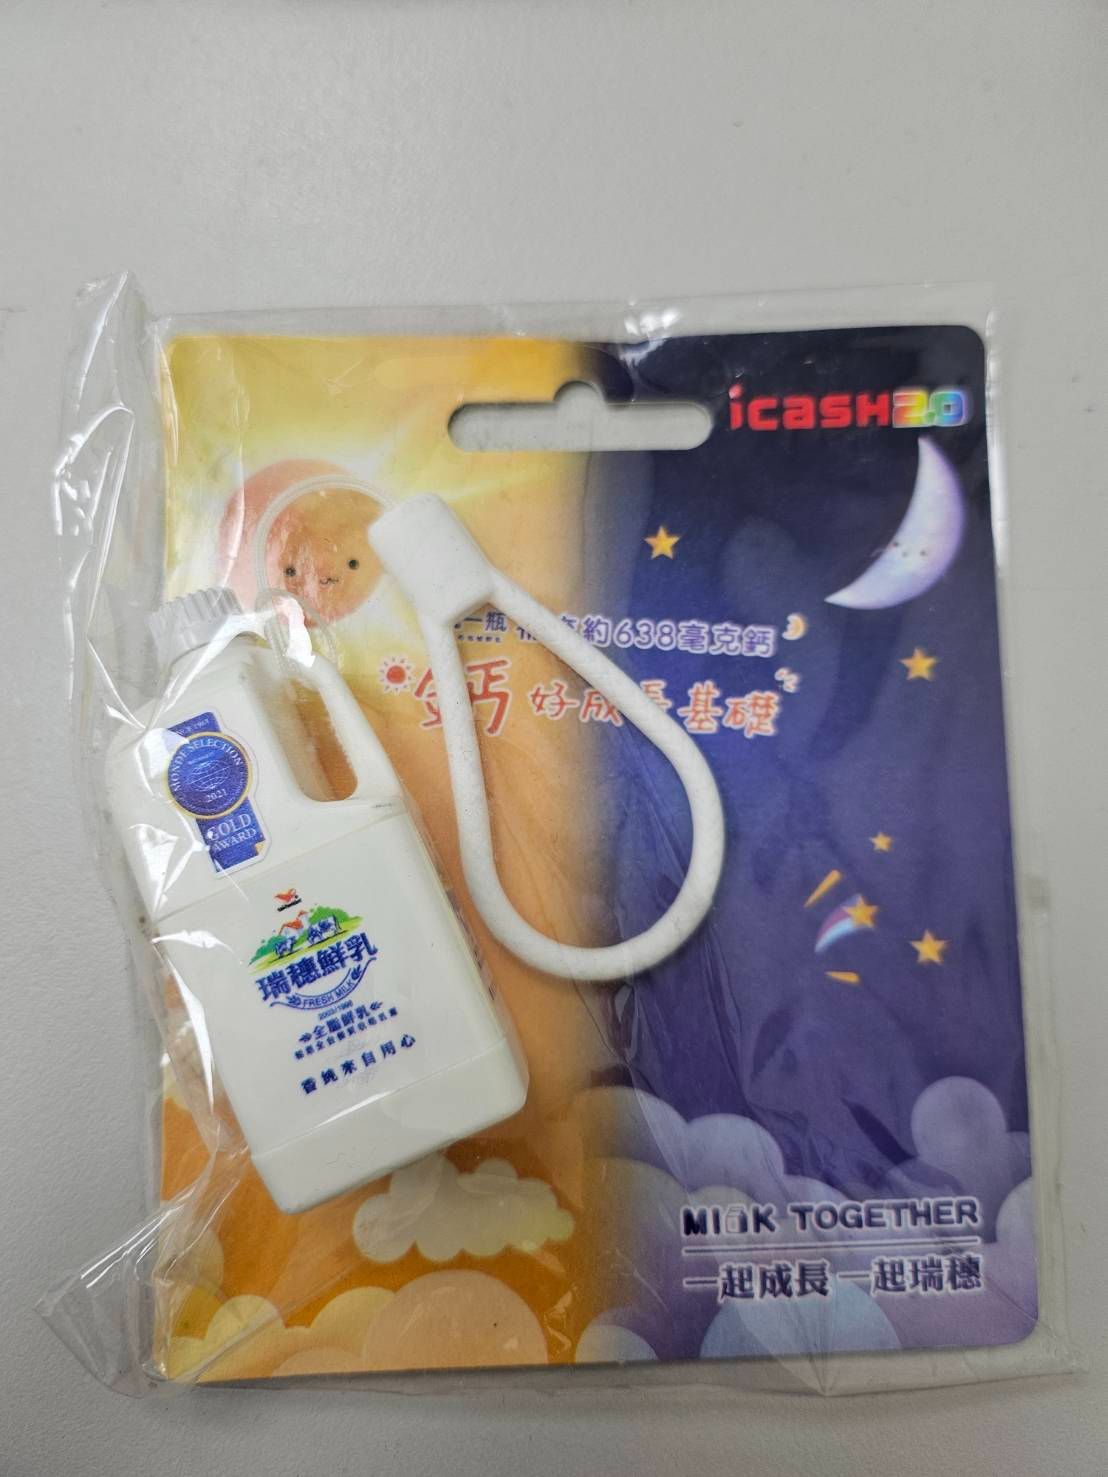 icash2.0
一瓶
約638毫克鈣
鈣好成長基礎
MONDE SELECTION
2021
GOLD
AWARD
瑞穗鮮乳
FRESH MILK
全脂鮮乳
香純來自用心
MILK TOGETHER
一起成長 一起瑞穗